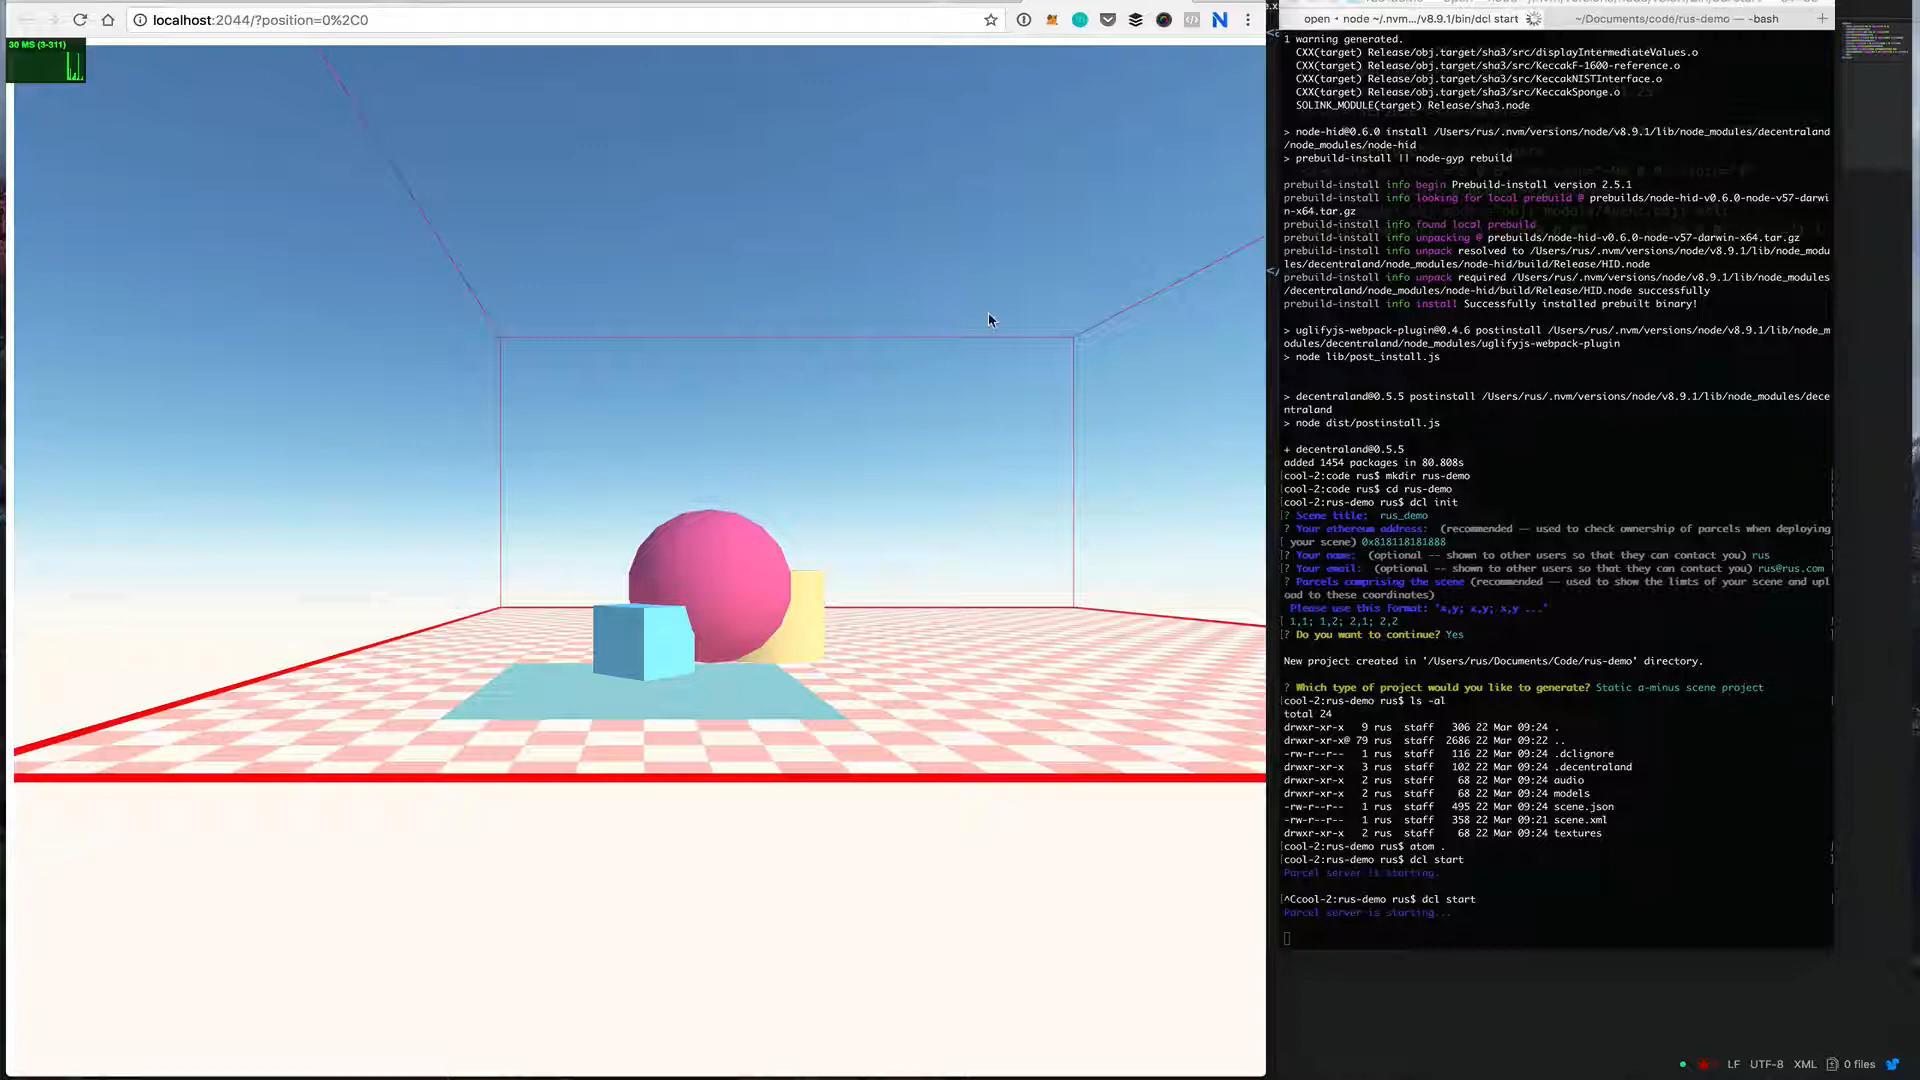 localhost:2044/?position=0%2C0
30 MS (3-311)
open • node ~/.nvm…/v8.9.1/bin/dcl start
~/Documents/code/rus-demo — -bash
1 warning generated.
CXX(target) Release/obj.target/sha3/src/displayIntermediateValues.o
CXX(target) Release/obj.target/sha3/src/KeccakF-1600-reference.o
CXX(target) Release/obj.target/sha3/src/KeccakNISTInterface.o
CXX(target) Release/obj.target/sha3/src/KeccakSponge.o
SOLINK_MODULE(target) Release/sha3.node
> node-hid@0.6.0 install /Users/rus/.nvm/versions/node/v8.9.1/lib/node_modules/decentraland
/node_modules/node-hid
> prebuild-install || node-gyp rebuild
prebuild-install info begin Prebuild-install version 2.5.1
prebuild-install info looking for local prebuild @ prebuilds/node-hid-v0.6.0-node-v57-darwi
n-x64.tar.gz
prebuild-install info found local prebuild
prebuild-install info unpacking @ prebuilds/node-hid-v0.6.0-node-v57-darwin-x64.tar.gz
prebuild-install info unpack resolved to /Users/rus/.nvm/versions/node/v8.9.1/lib/node_modu
les/decentraland/node_modules/node-hid/build/Release/HID.node
prebuild-install info unpack required /Users/rus/.nvm/versions/node/v8.9.1/lib/node_modules
/decentraland/node_modules/node-hid/build/Release/HID.node successfully
prebuild-install info install Successfully installed prebuilt binary!
> uglifyjs-webpack-plugin@0.4.6 postinstall /Users/rus/.nvm/versions/node/v8.9.1/lib/node_m
odules/decentraland/node_modules/uglifyjs-webpack-plugin
> node lib/post_install.js
> decentraland@0.5.5 postinstall /Users/rus/.nvm/versions/node/v8.9.1/lib/node_modules/dece
ntraland
> node dist/postinstall.js
+ decentraland@0.5.5
added 1454 packages in 80.808s
[cool-2:code rus$ mkdir rus-demo
[cool-2:code rus$ cd rus-demo
[cool-2:rus-demo rus$ dcl init
[? Scene title:  rus_demo
? Your ethereum address:  (recommended -- used to check ownership of parcels when deploying
[ your scene) 0x818118181888
[? Your name:  (optional -- shown to other users so that they can contact you) rus
[? Your email:  (optional -- shown to other users so that they can contact you) rus@rus.com
? Parcels comprising the scene (recommended -- used to show the limts of your scene and upl
oad to these coordinates)
Please use this format: "x,y; x,y; x,y ..."
[ 1,1; 1,2; 2,1; 2,2
[? Do you want to continue? Yes
New project created in '/Users/rus/Documents/Code/rus-demo' directory.
? Which type of project would you like to generate? Static a-minus scene project
[cool-2:rus-demo rus$ ls -al
total 24
drwxr-xr-x   9 rus  staff   306 22 Mar 09:24 .
drwxr-xr-x@ 79 rus  staff  2686 22 Mar 09:22 ..
-rw-r--r--   1 rus  staff   116 22 Mar 09:24 .dclignore
drwxr-xr-x   3 rus  staff   102 22 Mar 09:24 .decentraland
drwxr-xr-x   2 rus  staff    68 22 Mar 09:24 audio
drwxr-xr-x   2 rus  staff    68 22 Mar 09:24 models
-rw-r--r--   1 rus  staff   495 22 Mar 09:24 scene.json
-rw-r--r--   1 rus  staff   358 22 Mar 09:21 scene.xml
drwxr-xr-x   2 rus  staff    68 22 Mar 09:24 textures
[cool-2:rus-demo rus$ atom .
[cool-2:rus-demo rus$ dcl start
Parcel server is starting.
^Ccool-2:rus-demo rus$ dcl start
Parcel server is starting...
LF UTF-8 XML 0 files